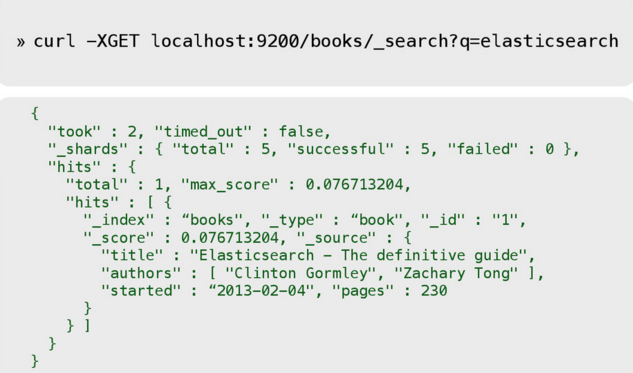 » curl -XGET localhost:9200/books/_search?q=elasticsearch
{
"took" : 2, "timed_out" : false,
"_shards" : { "total" : 5, "successful" : 5, "failed" : 0 },
"hits" : {
"total" : 1, "max_score" : 0.076713204,
"hits" : [ {
"_index" : “books", "_type" : “book", "_id" : "1",
"_score" : 0.076713204, "_source" : {
"title" : "Elasticsearch - The definitive guide",
"authors" : [ "Clinton Gormley", "Zachary Tong" ],
"started" : “2013-02-04", "pages" : 230
}
} ]
}
}